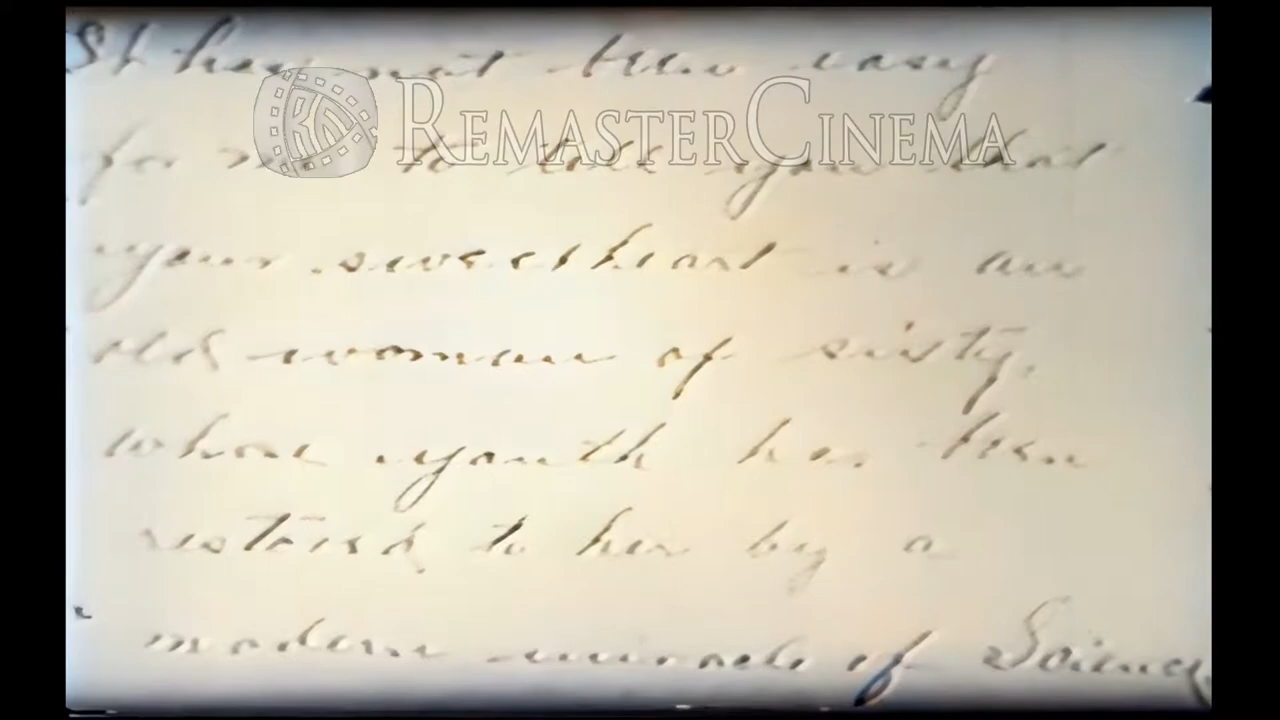 It has not been easy
REMASTERCINEMA
for me to tell you that
your sweetheart is an
old woman of sixty,
whose youth has been
restored to her by a
modern miracle of Science